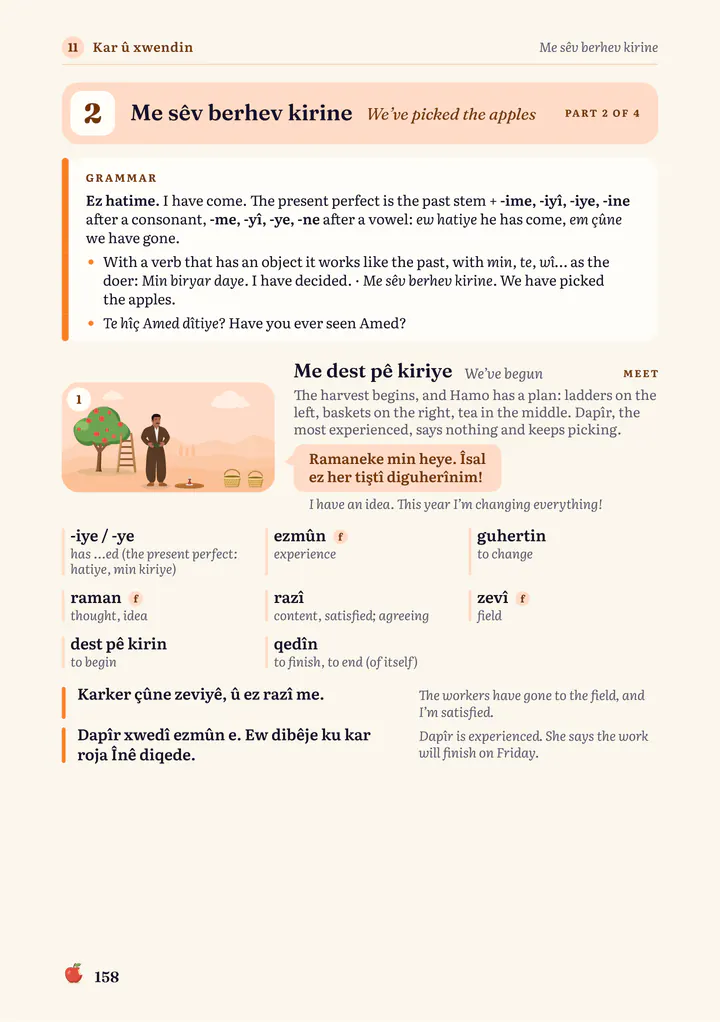 11 Kar û xwendin
Me sêv berhev kirine
2 Me sêv berhev kirine We’ve picked the apples PART 2 OF 4
GRAMMAR
Ez hatime. I have come. The present perfect is the past stem + -ime, -iyî, -iye, -ine
after a consonant, -me, -yî, -ye, -ne after a vowel: ew hatiye he has come, em çûne
we have gone.
• With a verb that has an object it works like the past, with min, te, wî… as the
doer: Min biryar daye. I have decided. · Me sêv berhev kirine. We have picked
the apples.
• Te hîç Amed dîtiye? Have you ever seen Amed?
Me dest pê kiriye We’ve begun MEET
1
The harvest begins, and Hamo has a plan: ladders on the
left, baskets on the right, tea in the middle. Dapîr, the
most experienced, says nothing and keeps picking.
Ramaneke min heye. Îsal
ez her tiştî diguherînim!
I have an idea. This year I’m changing everything!
-iye / -ye
has …ed (the present perfect:
hatiye, min kiriye)
ezmûn f
experience
guhertin
to change
raman f
thought, idea
razî
content, satisfied; agreeing
zevî f
field
dest pê kirin
to begin
qedîn
to finish, to end (of itself)
Karker çûne zeviyê, û ez razî me.
The workers have gone to the field, and
I’m satisfied.
Dapîr xwedî ezmûn e. Ew dibêje ku kar
roja Înê diqede.
Dapîr is experienced. She says the work
will finish on Friday.
158